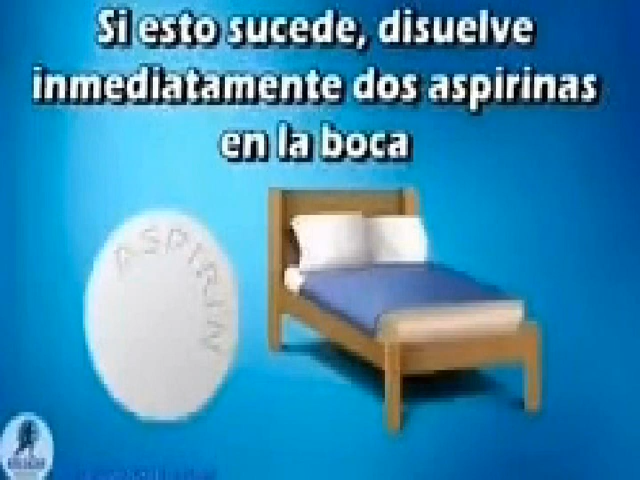 Si esto sucede, disuelve
inmediatamente dos aspirinas
en la boca
ASPIRIN